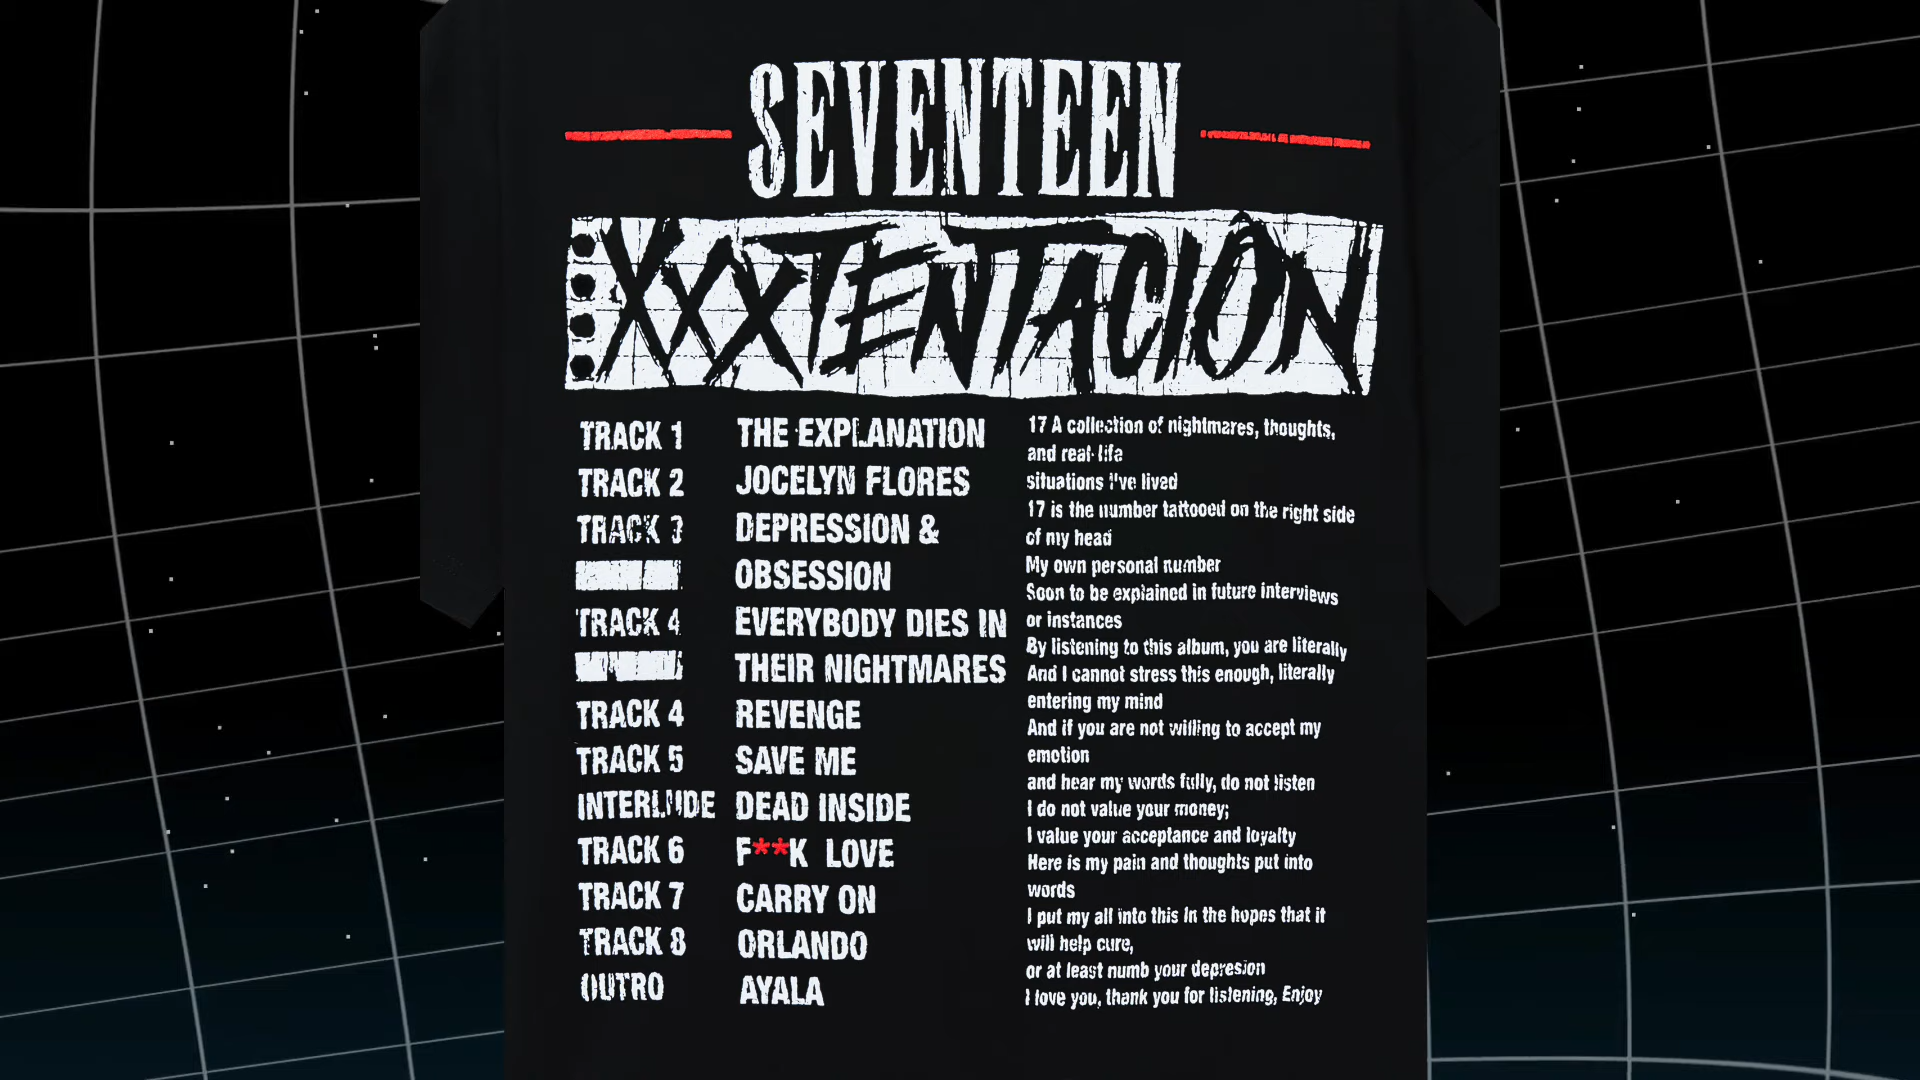 SEVENTEEN
XXXTENTACION
TRACK 1 THE EXPLANATION
TRACK 2 JOCELYN FLORES
TRACK 3 DEPRESSION &
OBSESSION
TRACK 4 EVERYBODY DIES IN
THEIR NIGHTMARES
TRACK 4 REVENGE
TRACK 5 SAVE ME
INTERLUDE DEAD INSIDE
TRACK 6 F**K LOVE
TRACK 7 CARRY ON
TRACK 8 ORLANDO
OUTRO AYALA
17 A collection of nightmares, thoughts,
and real-life
situations I've lived
17 is the number tattooed on the right side
of my head
My own personal number
Soon to be explained in future interviews
or instances
By listening to this album, you are literally
And I cannot stress this enough, literally
entering my mind
And if you are not willing to accept my
emotion
and hear my words fully, do not listen
I do not value your money;
I value your acceptance and loyalty
Here is my pain and thoughts put into
words
I put my all into this in the hopes that it
will help cure,
or at least numb your depresion
I love you, thank you for listening, Enjoy